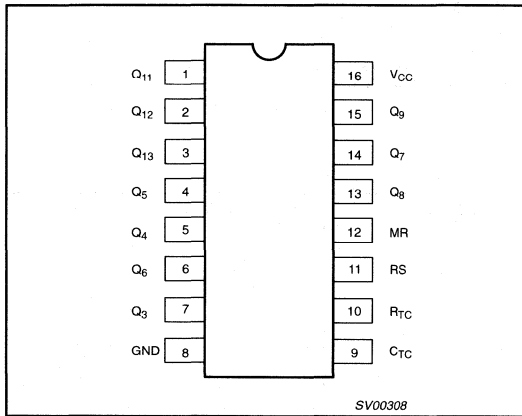 Q11 1 16 VCC
Q12 2 15 Q9
Q13 3 14 Q7
Q5 4 13 Q8
Q4 5 12 MR
Q6 6 11 RS
Q3 7 10 RTC
GND 8 9 CTC
SV00308